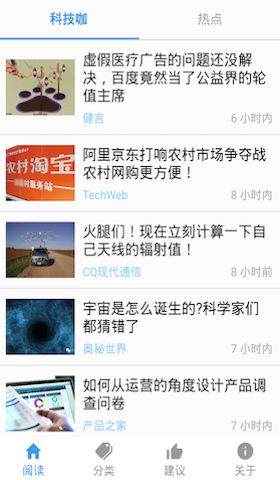 科技咖
热点
虚假医疗广告的问题还没解
决，百度竟然当了公益界的轮
值主席
健言
6 小时内
农村淘宝
村服务站
阿里京东打响农村市场争夺战
农村网购更方便！
TechWeb
7 小时内
火腿们！现在立刻计算一下自
己天线的辐射值！
CQ现代通信
8 小时前
宇宙是怎么诞生的?科学家们
都猜错了
奥秘世界
7 小时内
如何从运营的角度设计产品调
查问卷
产品之家
7 小时内
阅读
分类
建议
关于